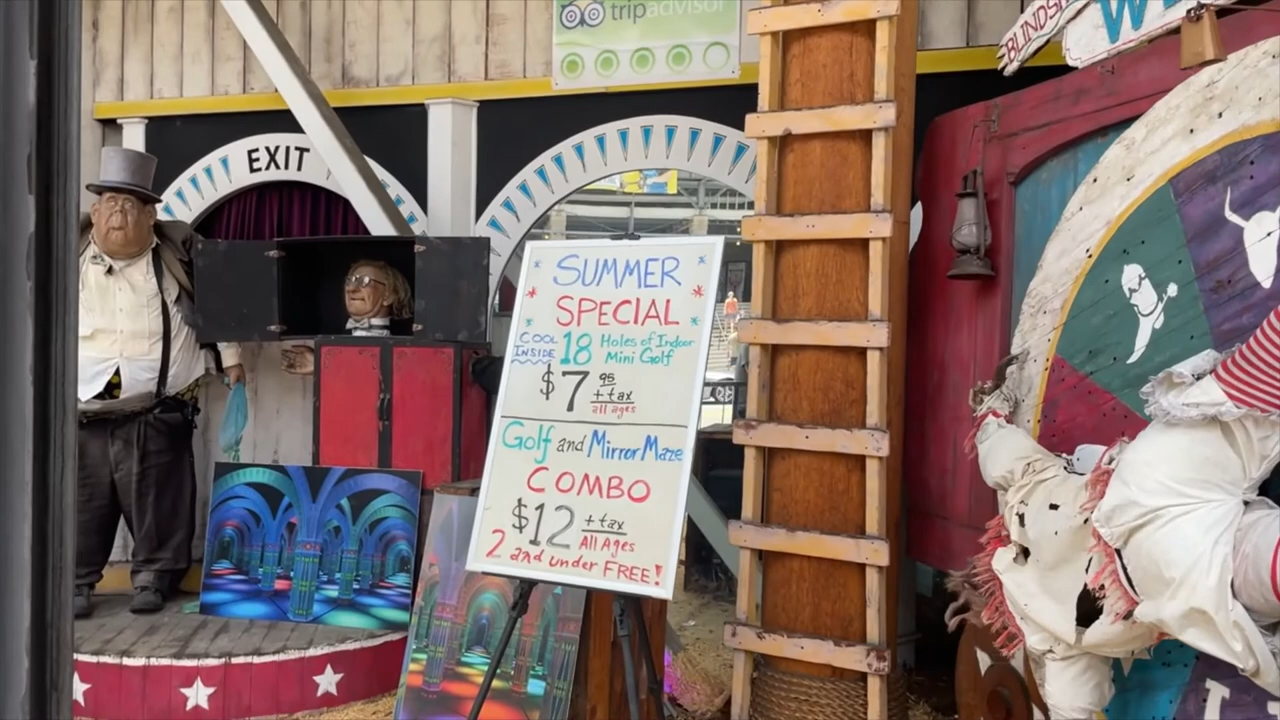 tripadvisor
BLINDS
W
EXIT
SUMMER
SPECIAL
COOL
INSIDE
18 Holes of Indoor
Mini Golf
$7 95
+tax
all ages
Golf and Mirror Maze
COMBO
$12 +tax
All Ages
2 and under FREE!